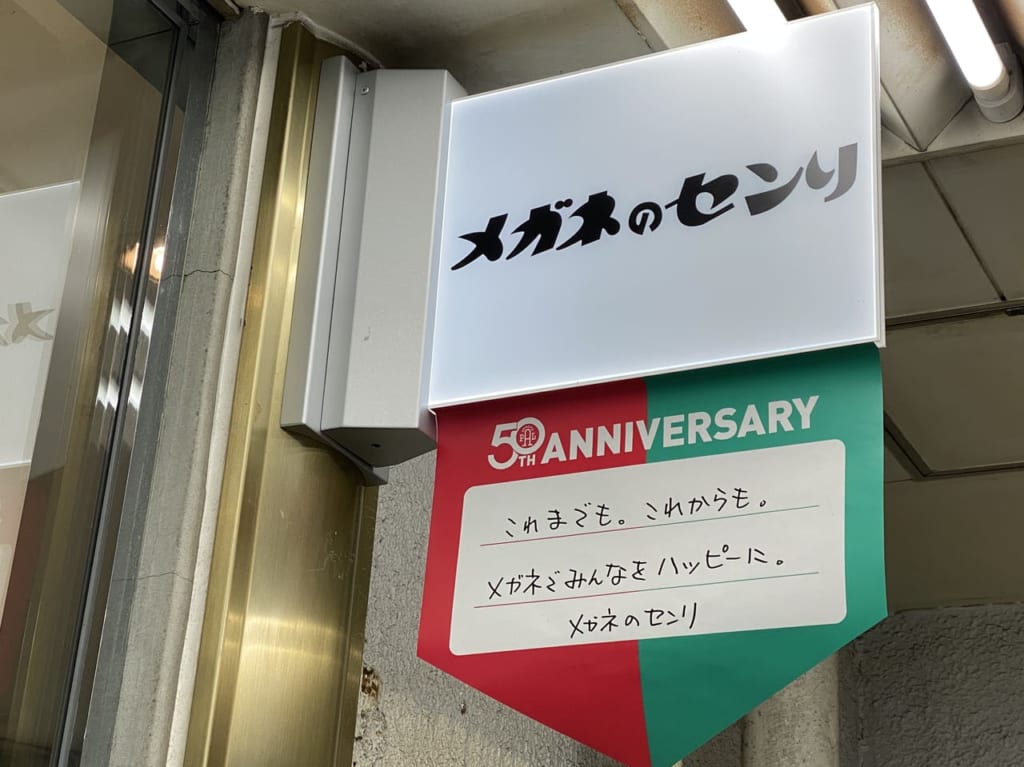 メガネのセンリ
50TH ANNIVERSARY
PAL
これまでも。これからも。
メガネでみんなをハッピーに。
メガネのセンリ